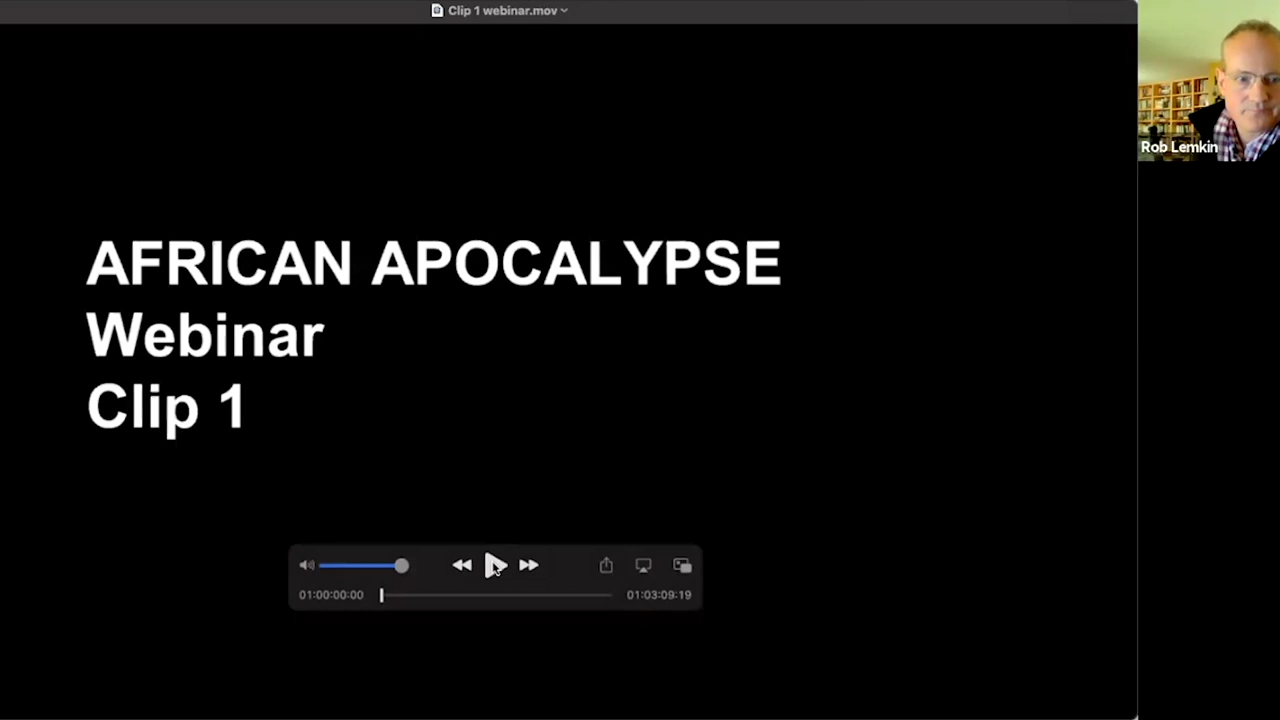 Clip 1 webinar.mov
Rob Lemkin
AFRICAN APOCALYPSE
Webinar
Clip 1
01:00:00:00
01:03:09:19